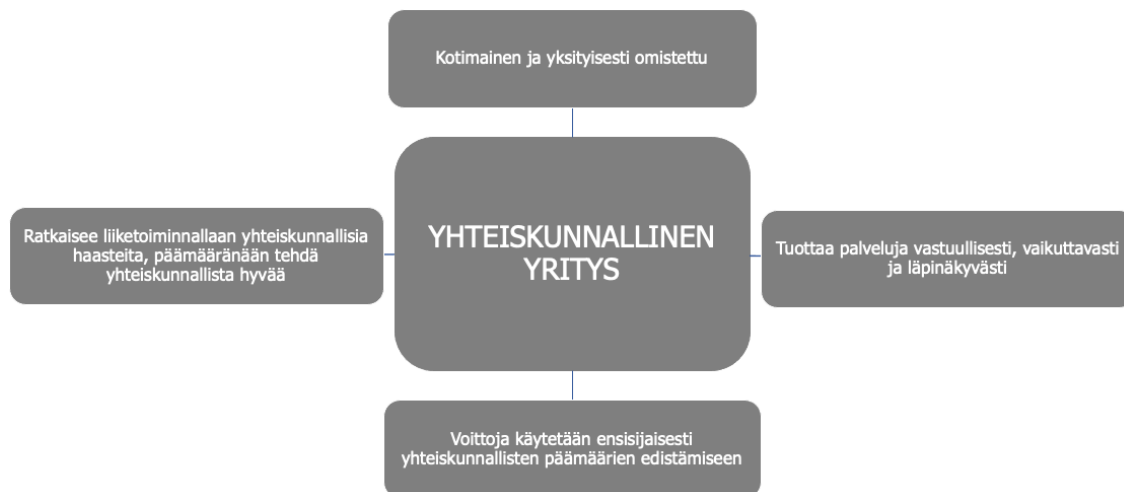 Kotimainen ja yksityisesti omistettu
Ratkaisee liiketoiminnallaan yhteiskunnallisia
haasteita, päämääränään tehdä
yhteiskunnallista hyvää
YHTEISKUNNALLINEN
YRITYS
Tuottaa palveluja vastuullisesti, vaikuttavasti
ja läpinäkyvästi
Voittoja käytetään ensisijaisesti
yhteiskunnallisten päämäärien edistämiseen